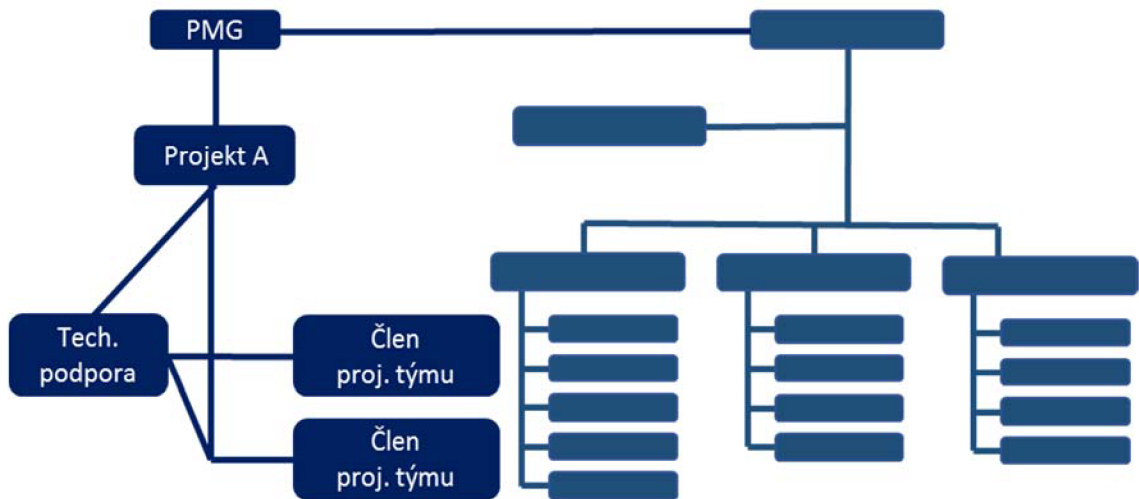 PMG
Projekt A
Tech.
podpora
Člen
proj. týmu
Člen
proj. týmu